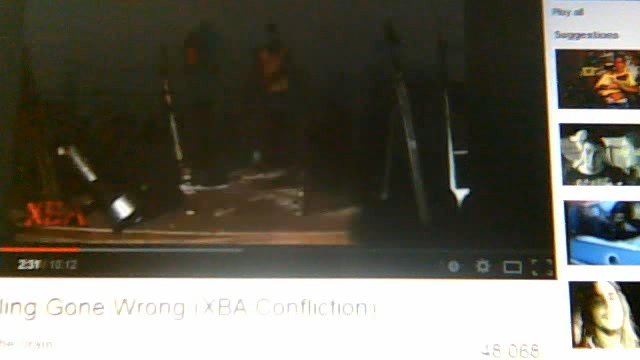 Play all
Suggestions
XBA
2:31 / 10:12
ling Gone Wrong (XBA Confliction)
48,068